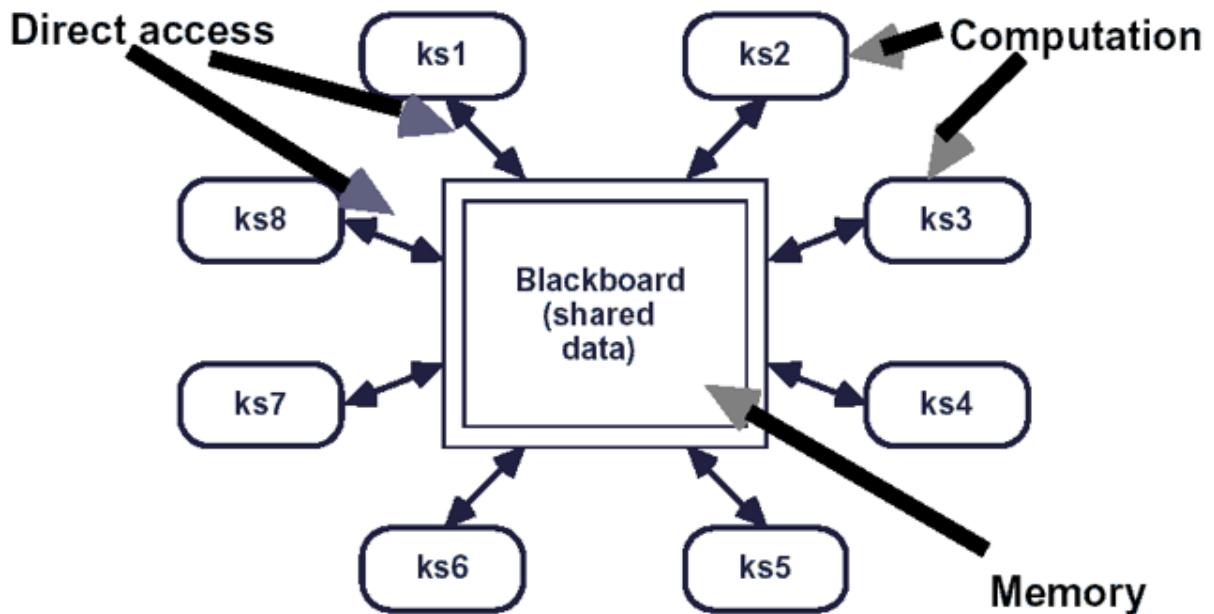 Direct access
ks1
ks2
Computation
ks8
ks3
Blackboard
(shared
data)
ks7
ks4
ks6
ks5
Memory